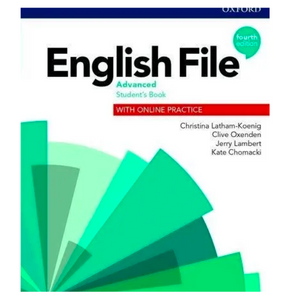 OXFORD
fourth
edition
English File
Advanced
Student's Book
WITH ONLINE PRACTICE
Christina Latham-Koenig
Clive Oxenden
Jerry Lambert
Kate Chomacki